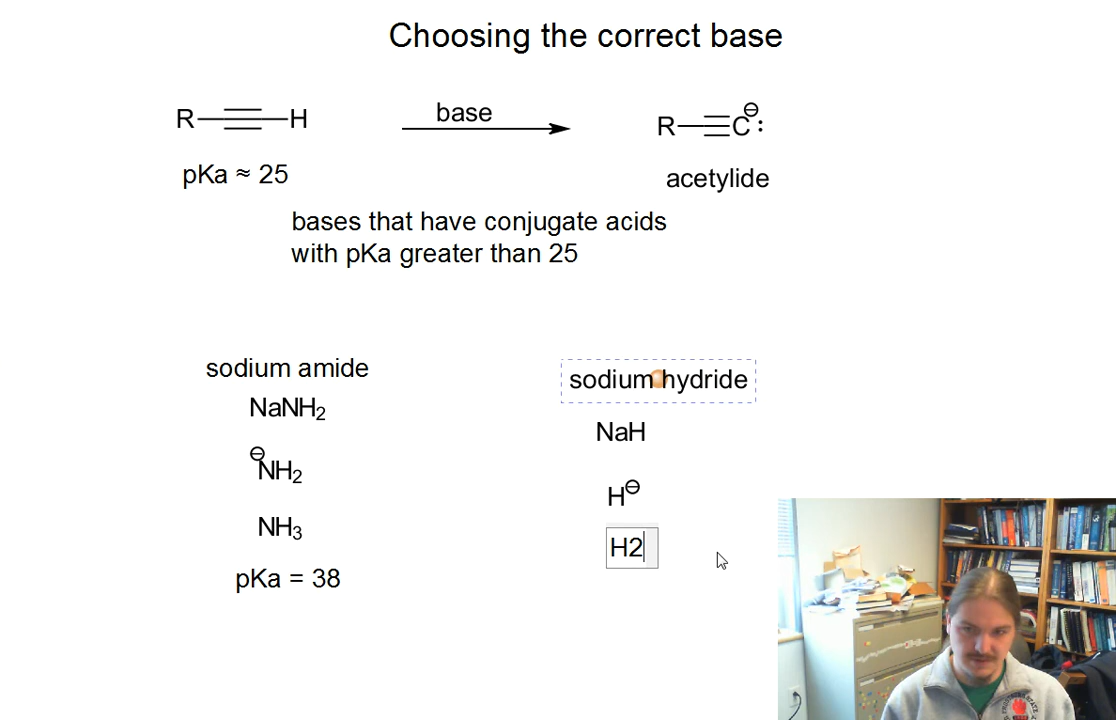 Choosing the correct base
R≡H
base
R≡C⊖:
pKa ≈ 25
acetylide
bases that have conjugate acids
with pKa greater than 25
sodium amide
NaNH₂
⊖NH₂
NH₃
pKa = 38
sodium hydride
NaH
H⊖
H2